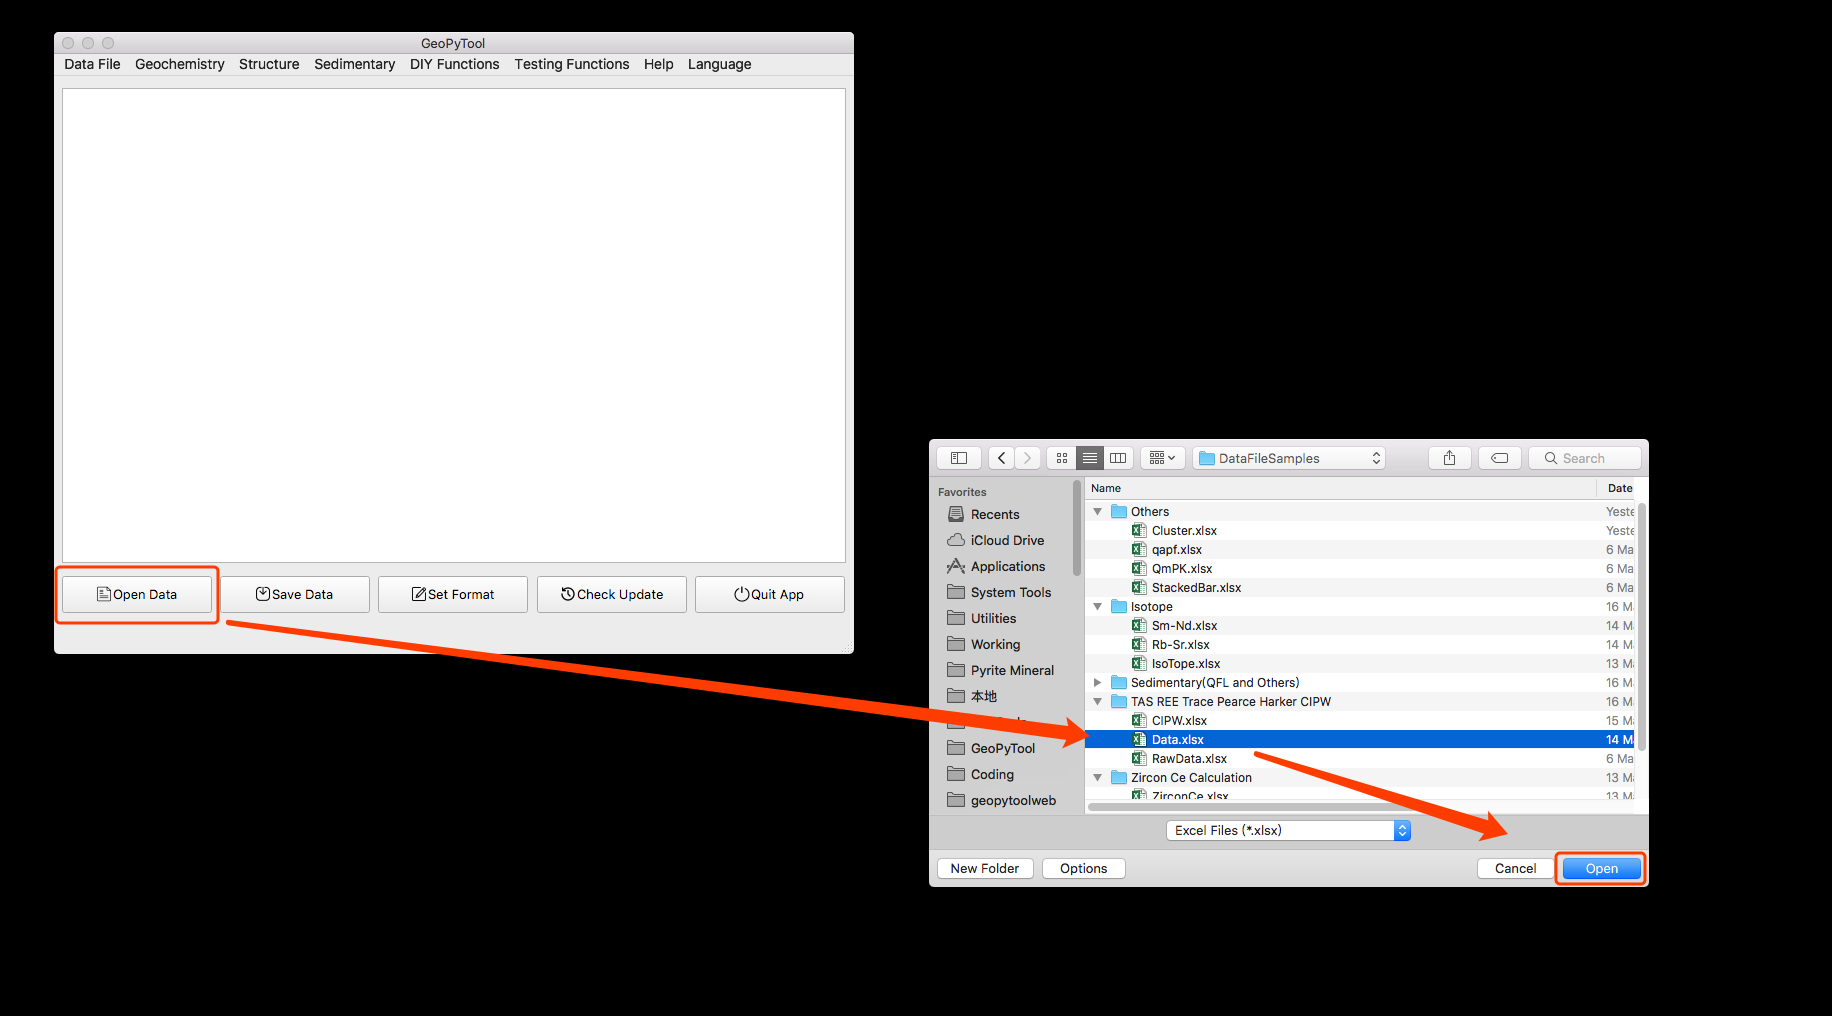 GeoPyTool
Data File Geochemistry Structure Sedimentary DIY Functions Testing Functions Help Language
Open Data Save Data Set Format Check Update Quit App
DataFileSamples Search
Favorites
Recents
iCloud Drive
Applications
System Tools
Utilities
Working
Pyrite Mineral
本地
GeoPyTool
Coding
geopytoolweb
Name Date
Others Yeste
Cluster.xlsx Yeste
qapf.xlsx 6 Ma
QmPK.xlsx 6 Ma
StackedBar.xlsx 6 Ma
Isotope 16 M
Sm-Nd.xlsx 14 M
Rb-Sr.xlsx 14 M
IsoTope.xlsx 13 M
Sedimentary(QFL and Others) 16 M
TAS REE Trace Pearce Harker CIPW 16 M
CIPW.xlsx 15 M
Data.xlsx 14 M
RawData.xlsx 6 Ma
Zircon Ce Calculation 13 M
ZirconCe.xlsx 13 M
Excel Files (*.xlsx)
New Folder Options Cancel Open